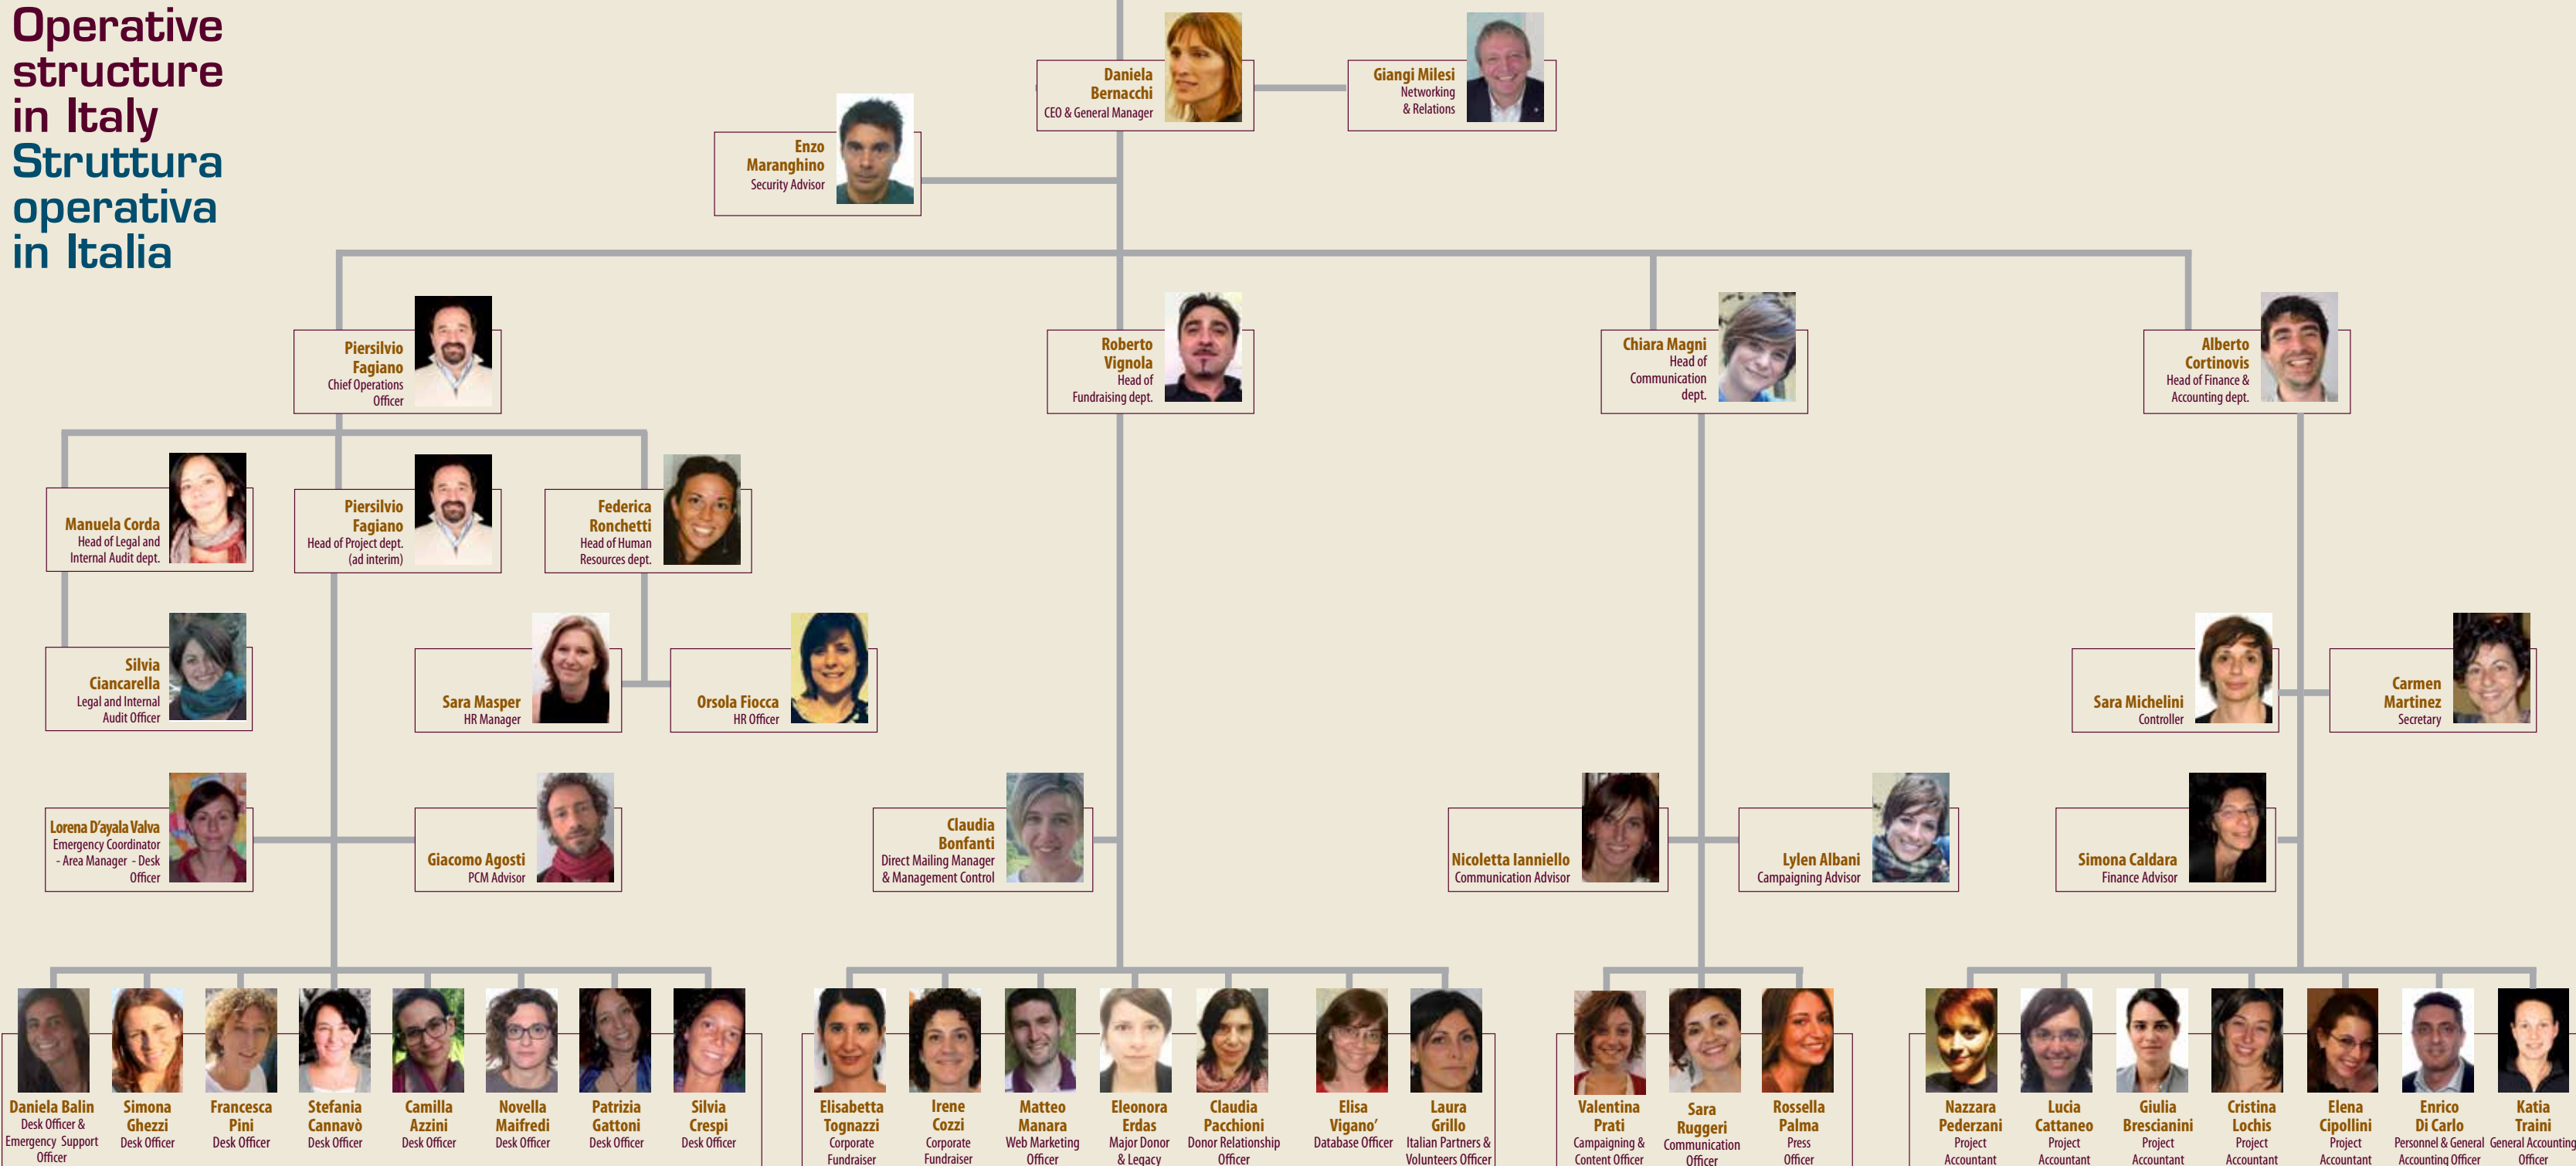 Operative
structure
in Italy
Struttura
operativa
in Italia
Daniela
Bernacchi
CEO & General Manager
Giangi Milesi
Networking
& Relations
Enzo
Maranghino
Security Advisor
Piersilvio
Fagiano
Chief Operations
Officer
Roberto
Vignola
Head of
Fundraising dept.
Chiara Magni
Head of
Communication
dept.
Alberto
Cortinovis
Head of Finance &
Accounting dept.
Manuela Corda
Head of Legal and
Internal Audit dept.
Piersilvio
Fagiano
Head of Project dept.
(ad interim)
Federica
Ronchetti
Head of Human
Resources dept.
Silvia
Ciancarella
Legal and Internal
Audit Officer
Sara Masper
HR Manager
Orsola Fiocca
HR Officer
Sara Michelini
Controller
Carmen
Martinez
Secretary
Lorena D'ayala Valva
Emergency Coordinator
- Area Manager - Desk
Officer
Giacomo Agosti
PCM Advisor
Claudia
Bonfanti
Direct Mailing Manager
& Management Control
Nicoletta Ianniello
Communication Advisor
Lylen Albani
Campaigning Advisor
Simona Caldara
Finance Advisor
Daniela Balin
Desk Officer &
Emergency Support
Officer
Simona
Ghezzi
Desk Officer
Francesca
Pini
Desk Officer
Stefania
Cannavò
Desk Officer
Camilla
Azzini
Desk Officer
Novella
Maifredi
Desk Officer
Patrizia
Gattoni
Desk Officer
Silvia
Crespi
Desk Officer
Elisabetta
Tognazzi
Corporate
Fundraiser
Irene
Cozzi
Corporate
Fundraiser
Matteo
Manara
Web Marketing
Officer
Eleonora
Erdas
Major Donor
& Legacy
Claudia
Pacchioni
Donor Relationship
Officer
Elisa
Vigano'
Database Officer
Laura
Grillo
Italian Partners &
Volunteers Officer
Valentina
Prati
Campaigning &
Content Officer
Sara
Ruggeri
Communication
Officer
Rossella
Palma
Press
Officer
Nazzara
Pederzani
Project
Accountant
Lucia
Cattaneo
Project
Accountant
Giulia
Brescianini
Project
Accountant
Cristina
Lochis
Project
Accountant
Elena
Cipollini
Project
Accountant
Enrico
Di Carlo
Personnel & General
Accounting Officer
Katia
Traini
General Accounting
Officer